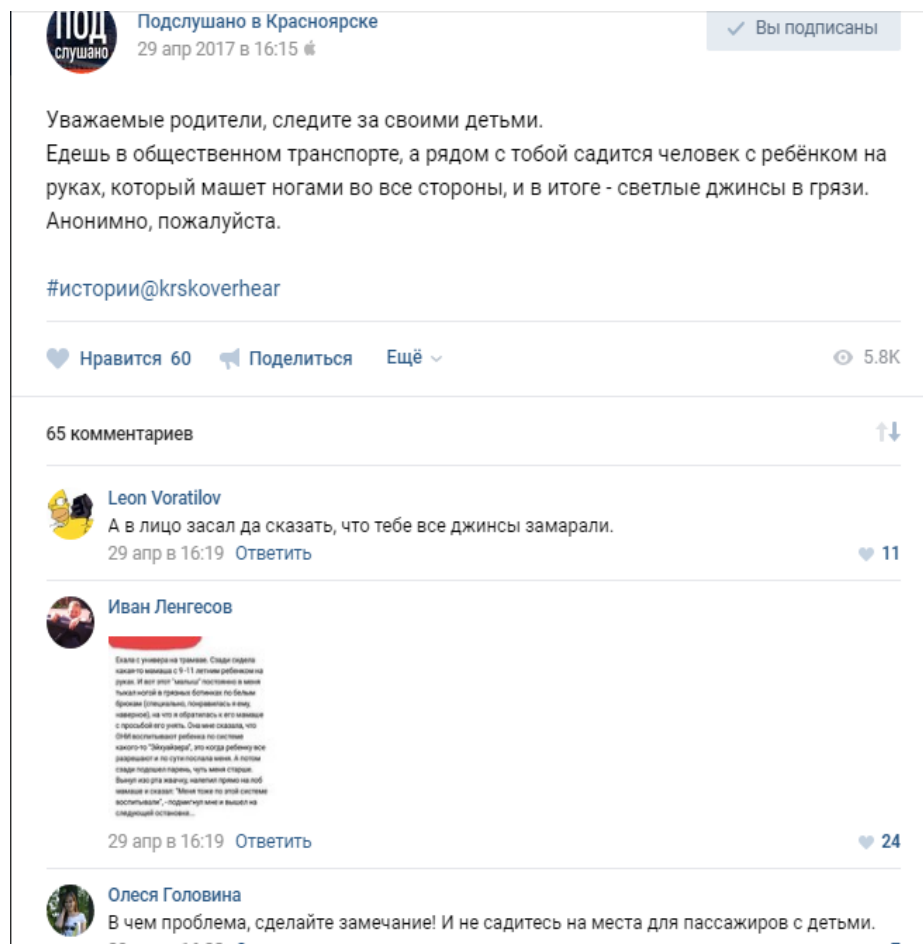 ПОД
слушано
Подслушано в Красноярске
29 апр 2017 в 16:15
Вы подписаны
Уважаемые родители, следите за своими детьми.
Едешь в общественном транспорте, а рядом с тобой садится человек с ребёнком на
руках, который машет ногами во все стороны, и в итоге - светлые джинсы в грязи.
Анонимно, пожалуйста.
#истории@krskoverhear
Нравится 60 Поделиться Ещё 5.8K
65 комментариев
Leon Voratilov
А в лицо засал да сказать, что тебе все джинсы замарали.
29 апр в 16:19 Ответить 11
Иван Ленгесов
Ехала с универа на трамвае. Сзади сидела
какая-то мамаша с 9-11 летним ребенком на
руках. И вот этот "малыш" постоянно в меня
тыкал ногой в грязных ботинках по белым
брюкам (специально, понравилась я ему,
наверное), на что я обратилась к его мамаше
с просьбой его унять. Она мне сказала, что
ОНИ воспитывают ребенка по системе
какого-то "Эйкуайзера", это когда ребенку все
разрешают и по сути послала меня. А потом
сзади подошел парень, чуть меня старше.
Вынул изо рта жвачку, налепил прямо на лоб
мамаше и сказал: "Меня тоже по этой системе
воспитывали", - подмигнул мне и вышел на
следующей остановке...
29 апр в 16:19 Ответить 24
Олеся Головина
В чем проблема, сделайте замечание! И не садитесь на места для пассажиров с детьми.